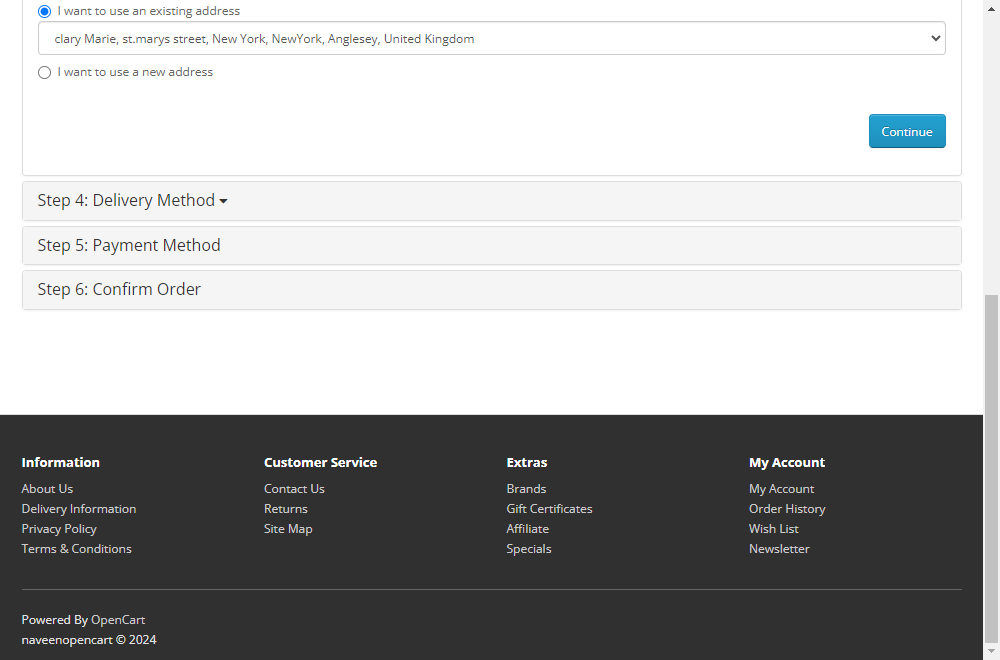 I want to use an existing address
clary Marie, st.marys street, New York, NewYork, Anglesey, United Kingdom
I want to use a new address
Continue
Step 4: Delivery Method
Step 5: Payment Method
Step 6: Confirm Order
Information
About Us
Delivery Information
Privacy Policy
Terms & Conditions
Customer Service
Contact Us
Returns
Site Map
Extras
Brands
Gift Certificates
Affiliate
Specials
My Account
My Account
Order History
Wish List
Newsletter
Powered By OpenCart
naveenopencart © 2024